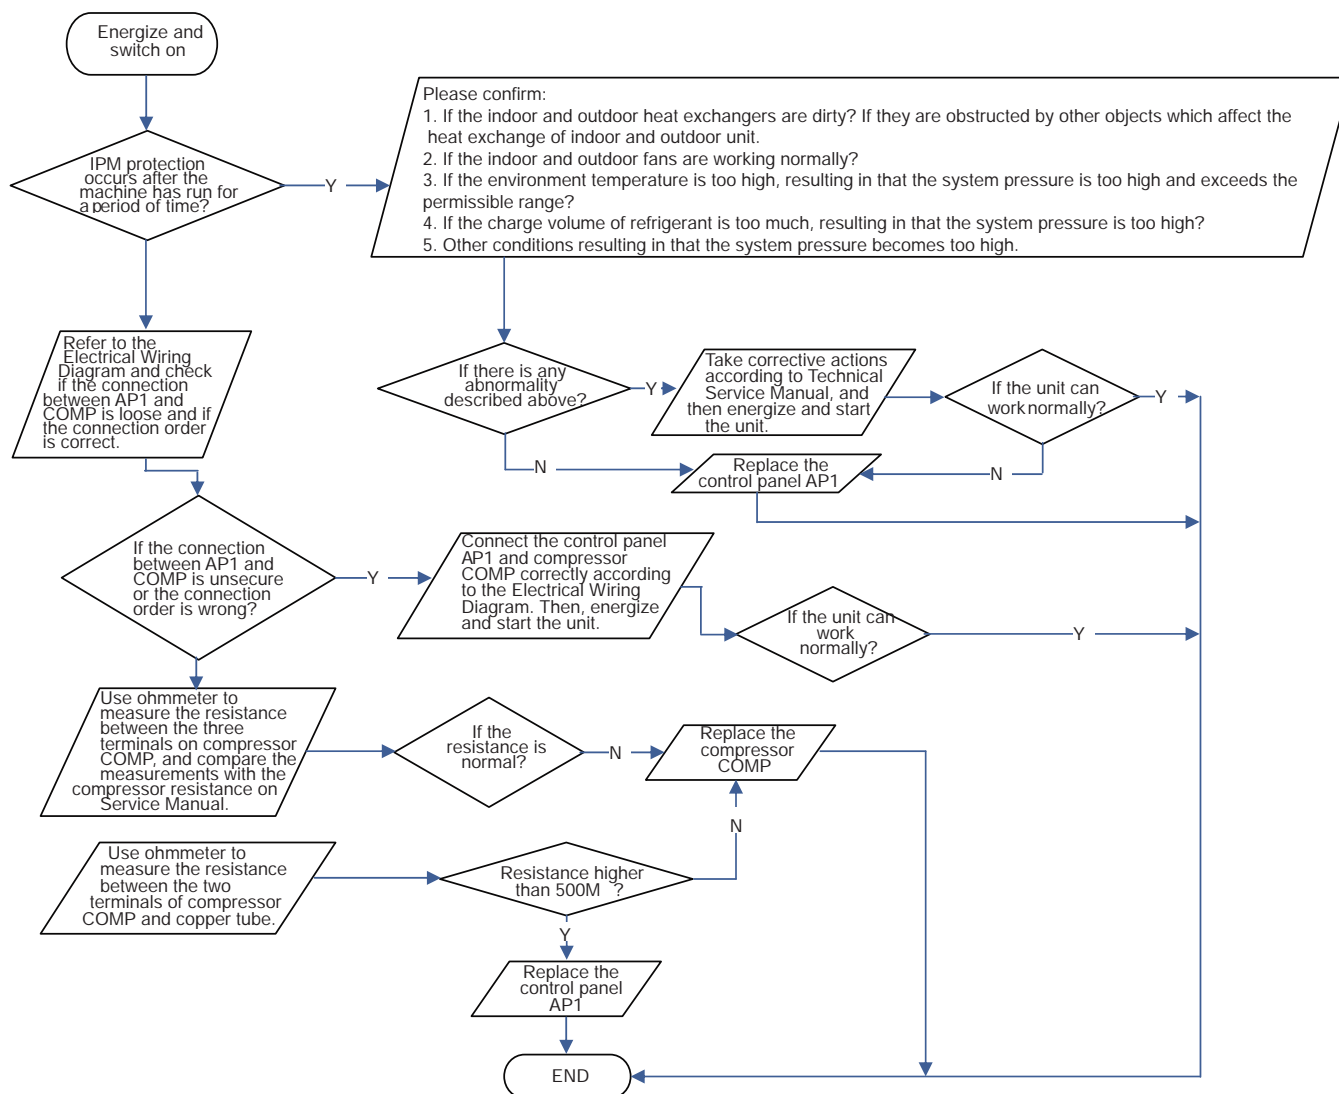 Energize and
switch on
IPM protection
occurs after the
machine has run for
a period of time?
Y
Please confirm:
1. If the indoor and outdoor heat exchangers are dirty? If they are obstructed by other objects which affect the
heat exchange of indoor and outdoor unit.
2. If the indoor and outdoor fans are working normally?
3. If the environment temperature is too high, resulting in that the system pressure is too high and exceeds the
permissible range?
4. If the charge volume of refrigerant is too much, resulting in that the system pressure is too high?
5. Other conditions resulting in that the system pressure becomes too high.
Refer to the
Electrical Wiring
Diagram and check
if the connection
between AP1 and
COMP is loose and if
the connection order
is correct.
If there is any
abnormality
described above?
Y
Take corrective actions
according to Technical
Service Manual, and
then energize and start
the unit.
If the unit can
work normally?
Y
N
Replace the
control panel AP1
N
If the connection
between AP1 and
COMP is unsecure
or the connection
order is wrong?
Y
Connect the control panel
AP1 and compressor
COMP correctly according
to the Electrical Wiring
Diagram. Then, energize
and start the unit.
If the unit can
work
normally?
Y
Use ohmmeter to
measure the resistance
between the three
terminals on compressor
COMP, and compare the
measurements with the
compressor resistance on
Service Manual.
If the
resistance is
normal?
N
Replace the
compressor
COMP
N
Use ohmmeter to
measure the resistance
between the two
terminals of compressor
COMP and copper tube.
Resistance higher
than 500M ?
Y
Replace the
control panel
AP1
END